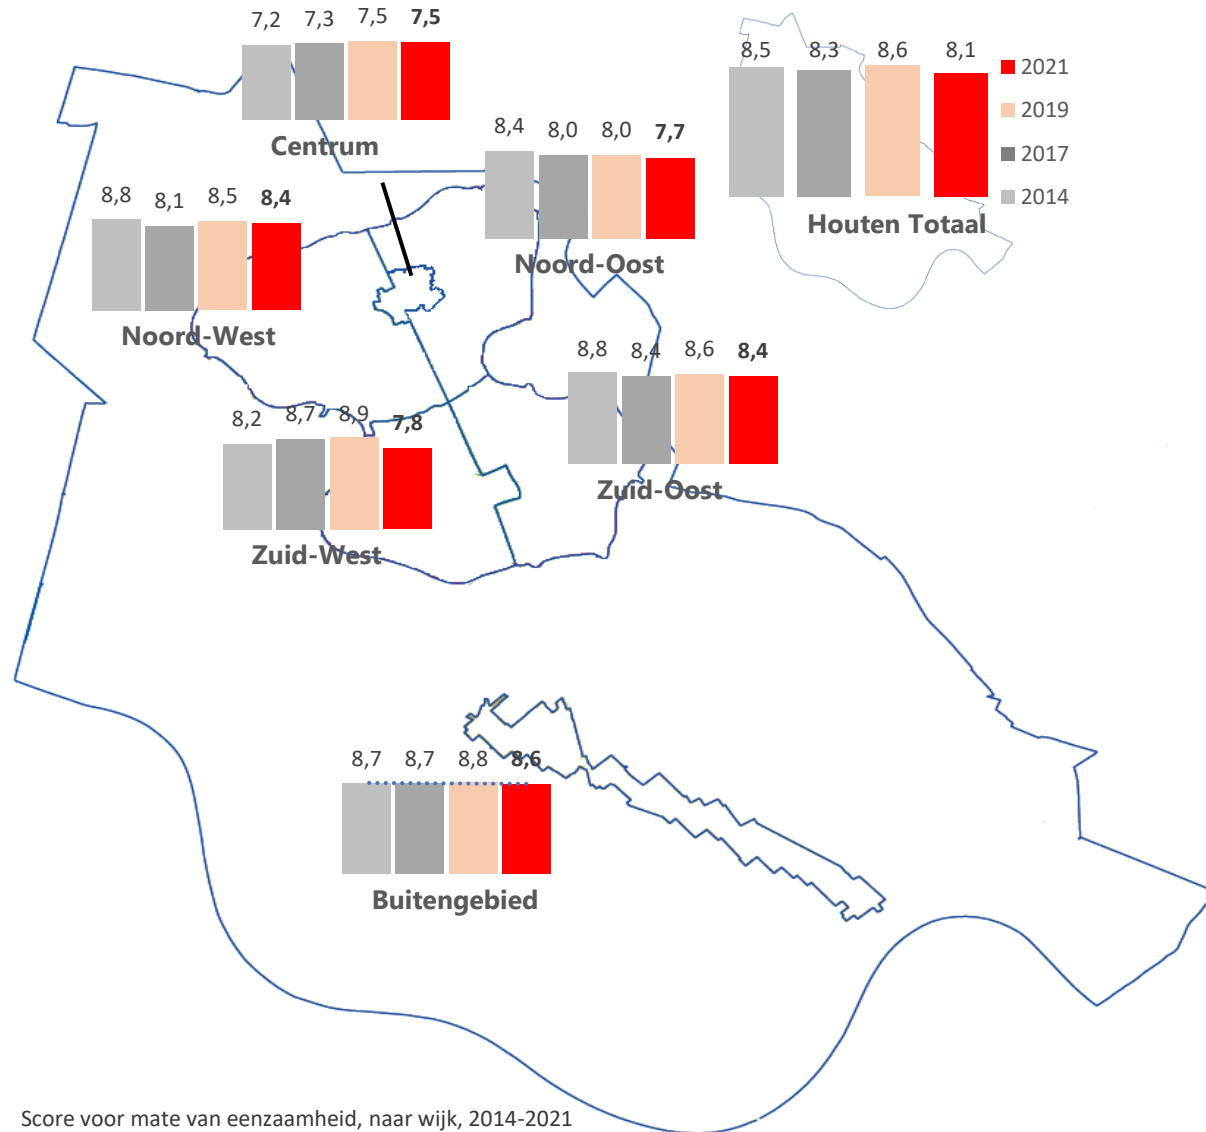 7,2 7,3 7,5 7,5
Centrum
8,5 8,3 8,6 8,1
2021
2019
2017
2014
Houten Totaal
8,4 8,0 8,0 7,7
Noord-Oost
8,8 8,1 8,5 8,4
Noord-West
8,8 8,4 8,6 8,4
Zuid-Oost
8,2 8,7 8,9 7,8
Zuid-West
8,7 8,7 8,8 8,6
Buitengebied
Score voor mate van eenzaamheid, naar wijk, 2014-2021